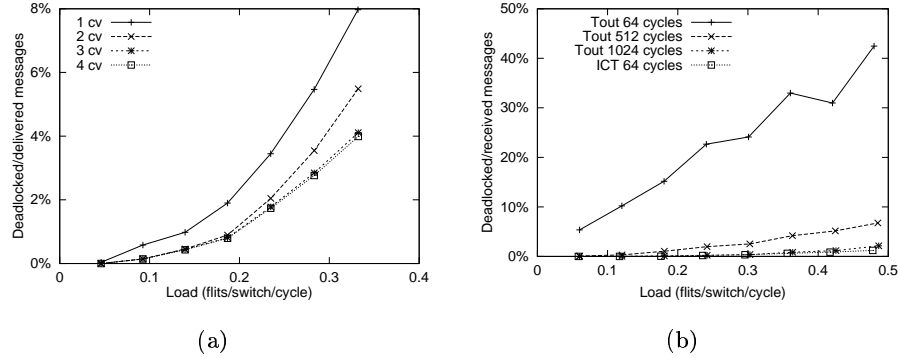 8%
6%
4%
2%
0%
0
0.1
0.2
0.3
0.4
Deadlocked/delivered messages
Load (flits/switch/cycle)
1 cv
2 cv
3 cv
4 cv
(a)
50%
40%
30%
20%
10%
0%
0
0.1
0.2
0.3
0.4
0.5
Deadlocked/received messages
Load (flits/switch/cycle)
Tout 64 cycles
Tout 512 cycles
Tout 1024 cycles
ICT 64 cycles
(b)